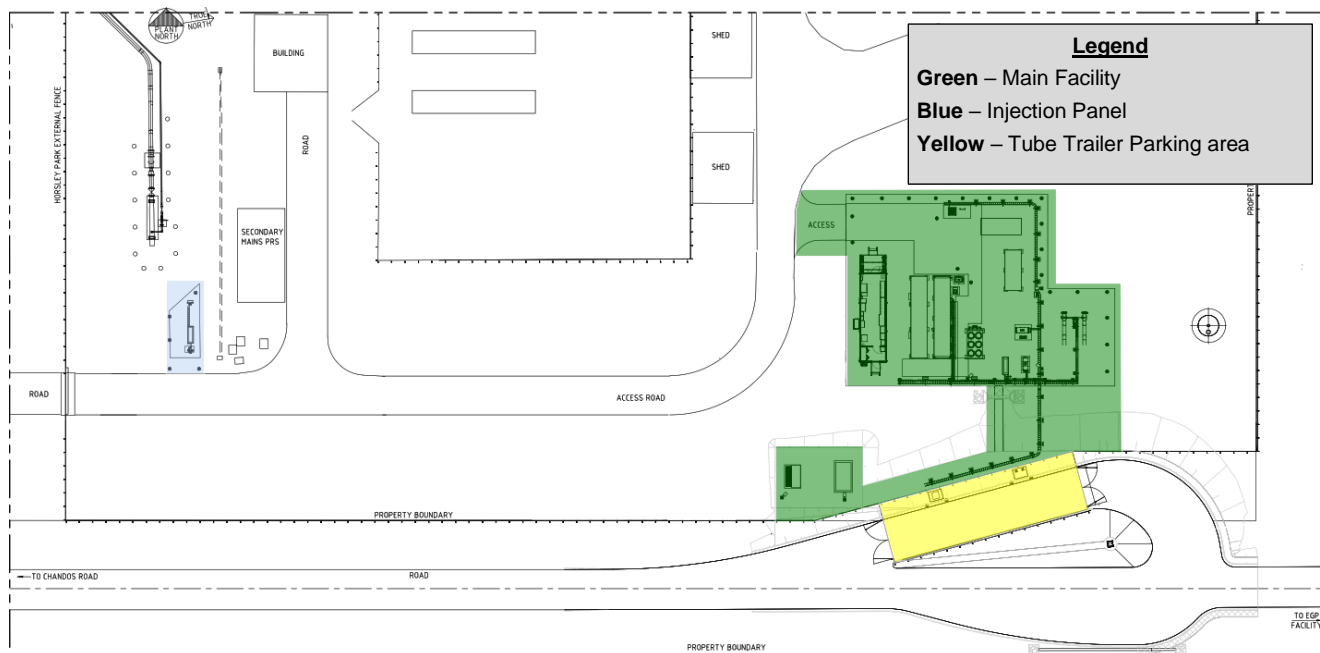 TRUE
NORTH
PLANT
NORTH
BUILDING
SHED
Legend
Green – Main Facility
Blue – Injection Panel
Yellow – Tube Trailer Parking area
HORSLEY PARK EXTERNAL FENCE
ROAD
SHED
SECONDARY
MAINS PRS
ACCESS
ROAD
ACCESS ROAD
PROPERTY BOUNDARY
TO CHANDOS ROAD
ROAD
TO EGP
FACILITY
PROPERTY BOUNDARY